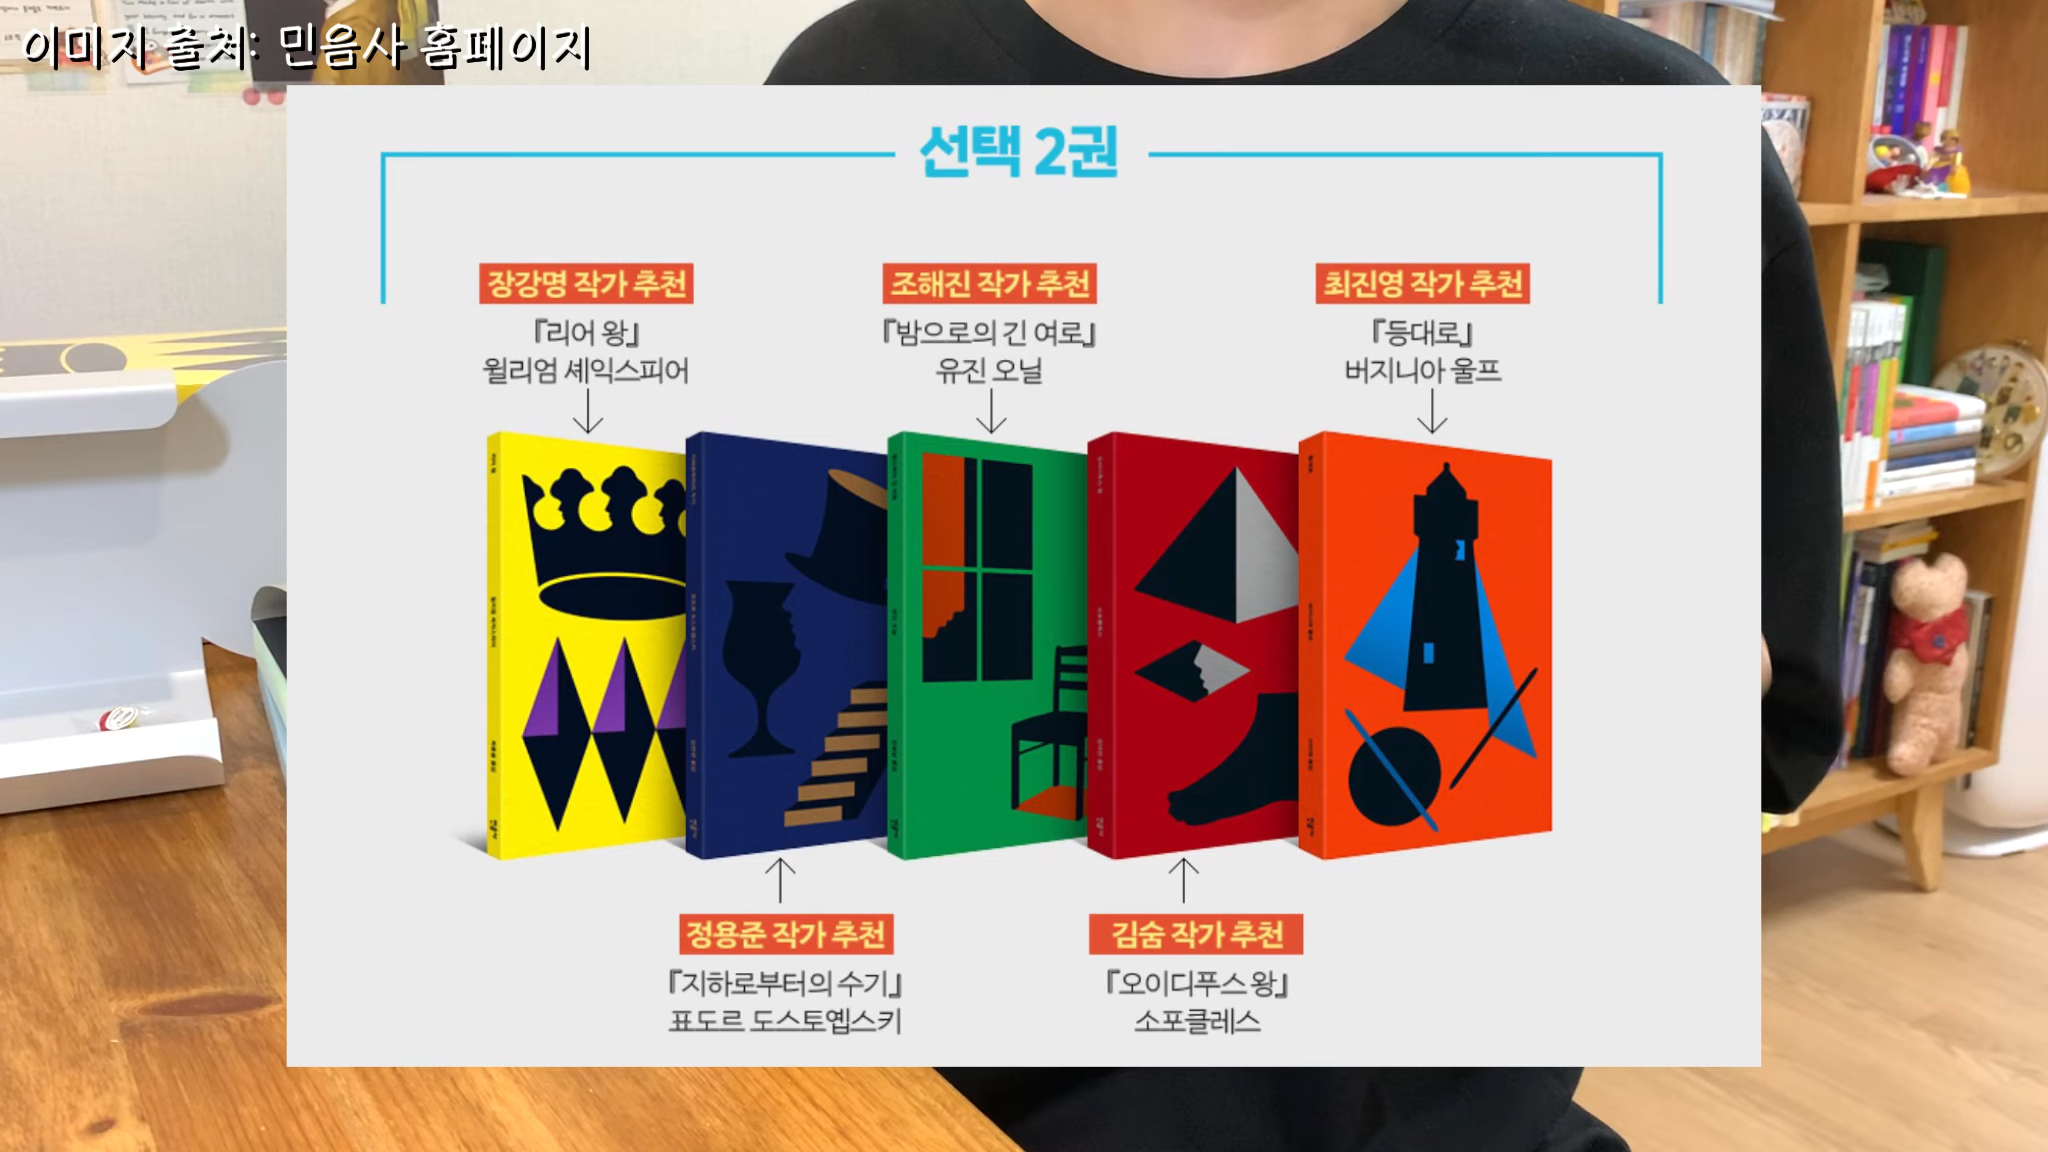 이미지 출처: 민음사 홈페이지
선택 2권
장강명 작가 추천
『리어 왕』
윌리엄 셰익스피어
조해진 작가 추천
『밤으로의 긴 여로』
유진 오닐
최진영 작가 추천
『등대로』
버지니아 울프
정용준 작가 추천
『지하로부터의 수기』
표도르 도스토옙스키
김숨 작가 추천
『오이디푸스 왕』
소포클레스